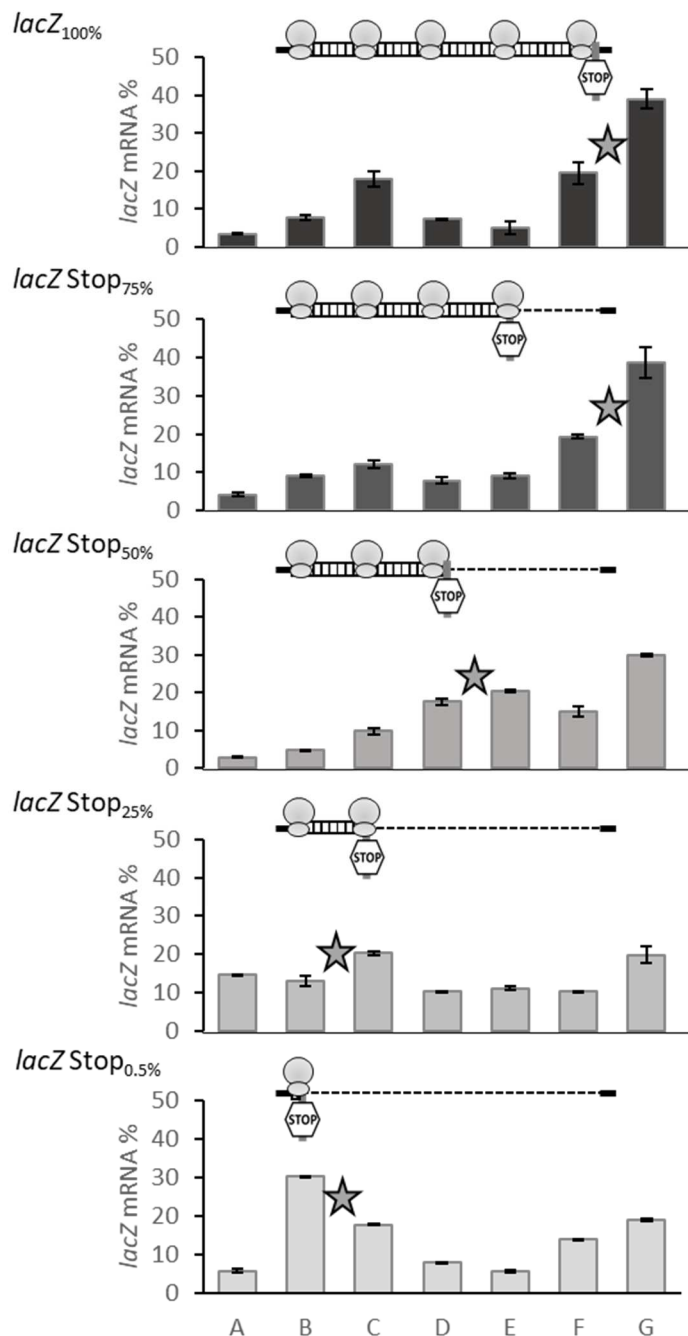 lacZ100%
STOP
50
40
30
20
10
0
lacZ mRNA %
lacZ Stop75%
STOP
50
40
30
20
10
0
lacZ mRNA %
lacZ Stop50%
STOP
50
40
30
20
10
0
lacZ mRNA %
lacZ Stop25%
STOP
50
40
30
20
10
0
lacZ mRNA %
lacZ Stop0.5%
STOP
50
40
30
20
10
0
lacZ mRNA %
A B C D E F G